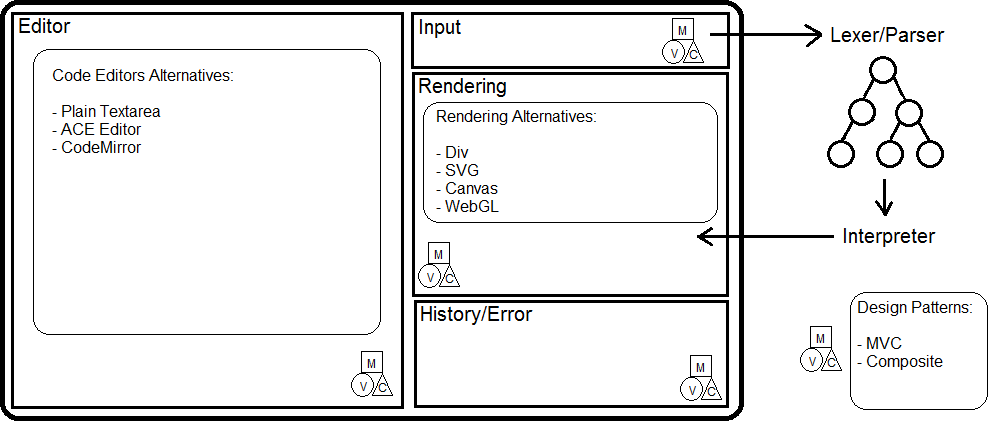 Editor
Code Editors Alternatives:
- Plain Textarea
- ACE Editor
- CodeMirror
M
V C
Input
M
V C
Rendering
Rendering Alternatives:
- Div
- SVG
- Canvas
- WebGL
M
V C
History/Error
M
V C
Lexer/Parser
Interpreter
M
V C
Design Patterns:
- MVC
- Composite